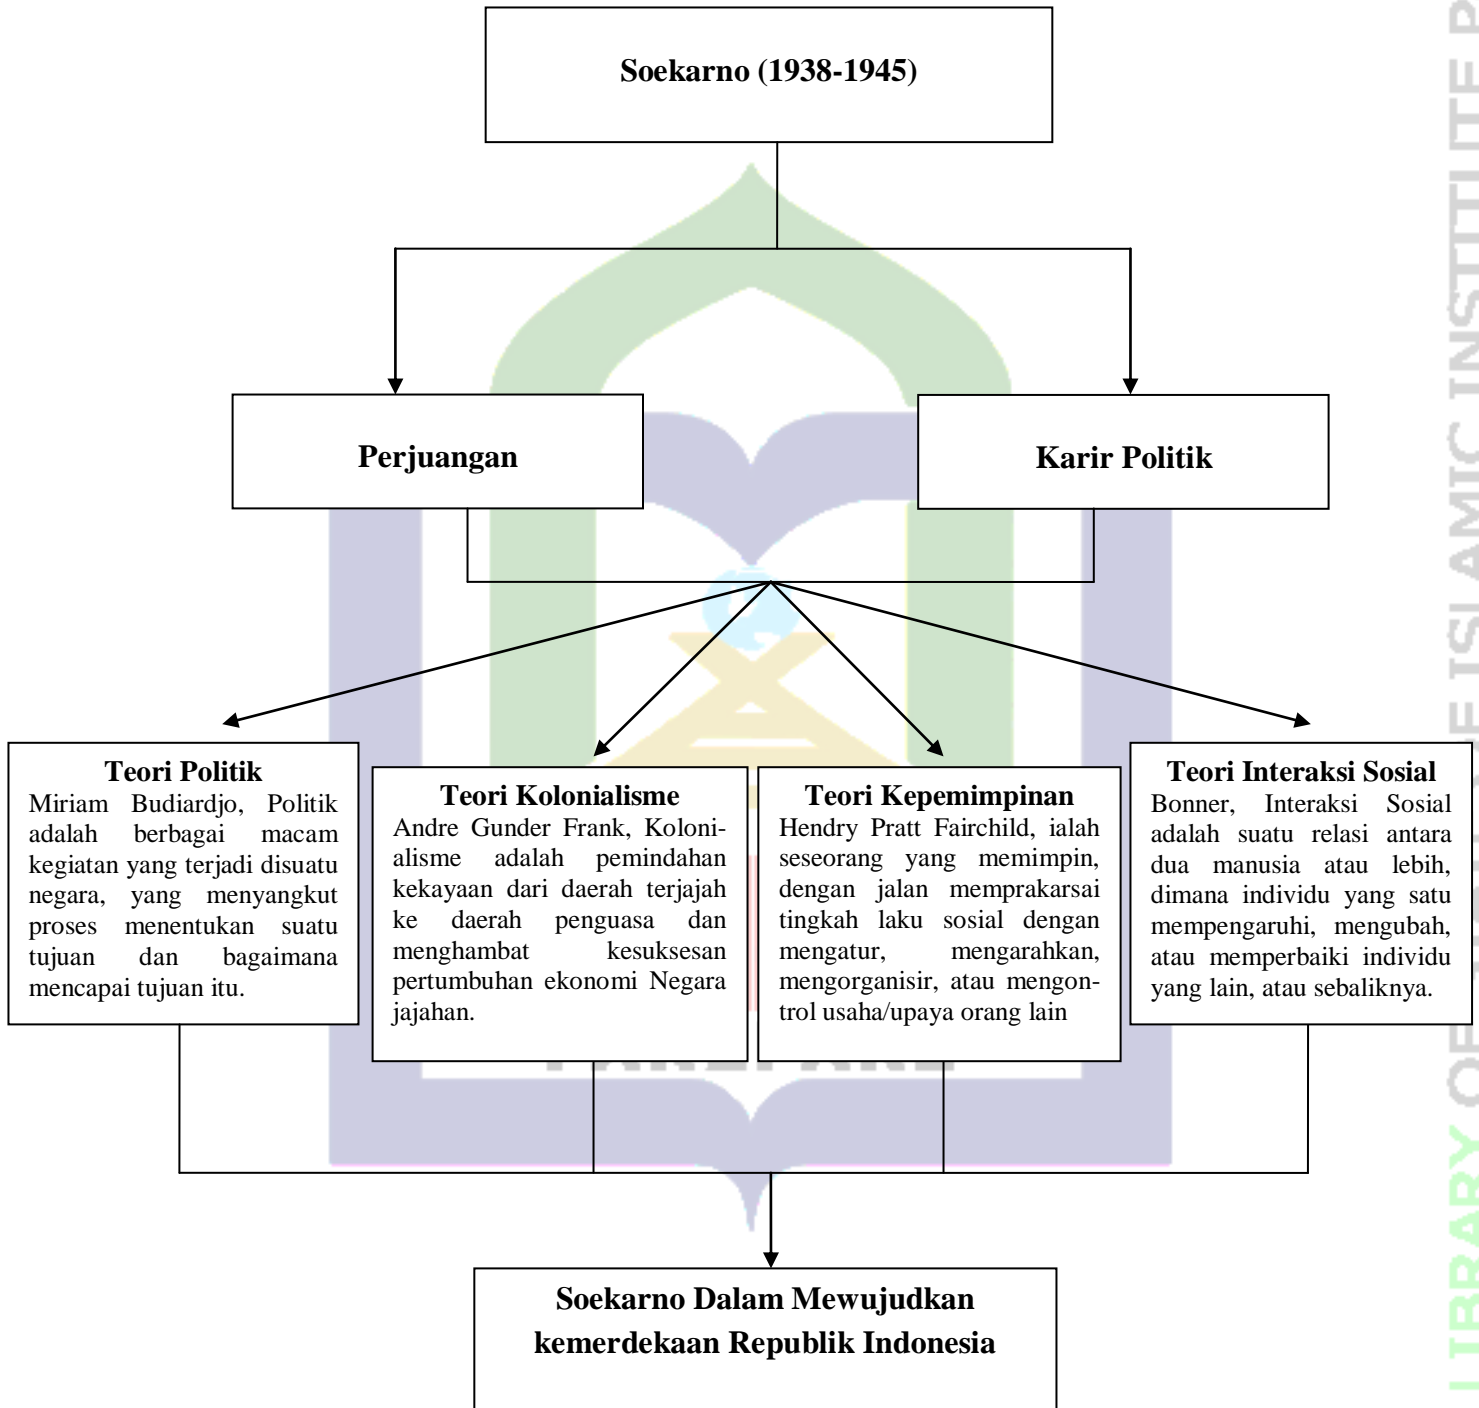 Soekarno (1938-1945)
Perjuangan
Karir Politik
Teori Politik
Miriam Budiardjo, Politik
adalah berbagai macam
kegiatan yang terjadi disuatu
negara, yang menyangkut
proses menentukan suatu
tujuan dan bagaimana
mencapai tujuan itu.
Teori Kolonialisme
Andre Gunder Frank, Koloni-
alisme adalah pemindahan
kekayaan dari daerah terjajah
ke daerah penguasa dan
menghambat kesuksesan
pertumbuhan ekonomi Negara
jajahan.
Teori Kepemimpinan
Hendry Pratt Fairchild, ialah
seseorang yang memimpin,
dengan jalan memprakarsai
tingkah laku sosial dengan
mengatur, mengarahkan,
mengorganisir, atau mengon-
trol usaha/upaya orang lain
Teori Interaksi Sosial
Bonner, Interaksi Sosial
adalah suatu relasi antara
dua manusia atau lebih,
dimana individu yang satu
mempengaruhi, mengubah,
atau memperbaiki individu
yang lain, atau sebaliknya.
Soekarno Dalam Mewujudkan
kemerdekaan Republik Indonesia
ISLAMIC INSTITUTE